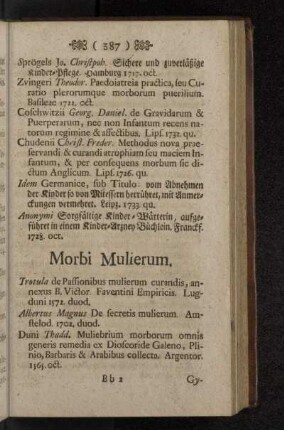 ( 387 )
Sprögels Jo. Christoph. Sichere und zuverläßige
Kinder-Pflege. Hamburg 1717. oct.
Zvingeri Theodor. Paedoiatreia practica, seu Cu-
ratio plerorumque morborum puerilium.
Basileae 1722. oct.
Coschwitzii Georg. Daniel. de Gravidarum &
Puerperarum, nec non Infantum recens na-
torum regimine & affectibus. Lips. 1732. qu.
Chudenii Christ. Freder. Methodus nova prae-
servandi & curandi atrophiam seu maciem In-
fantum, & per consequens morbum sic di-
ctum Anglicum. Lips. 1726. qu.
Idem Germanice, sub Titulo: vom Abnehmen
der Kinder so von Mitessern herrühret, mit Anmer-
ckungen vermehret. Leipz. 1733. qu.
Anonymi Sorgfältige Kinder-Wärterin, aufge-
führet in einem Kinder-Arzney Büchlein. Franckf.
1728. oct.
Morbi Mulierum.
Trotula de Passionibus mulierum curandis, an-
nexus B. Victor. Faventini Empiricis. Lug-
duni 1572. duod.
Albertus Magnus De secretis mulierum. Am-
stelod. 1702. duod.
Duni Thadd. Muliebrium morborum omnis
generis remedia ex Dioscoride Galeno, Pli-
nio, Barbaris & Arabibus collecta. Argentor.
1565. oct.
Bb 2 Gy-